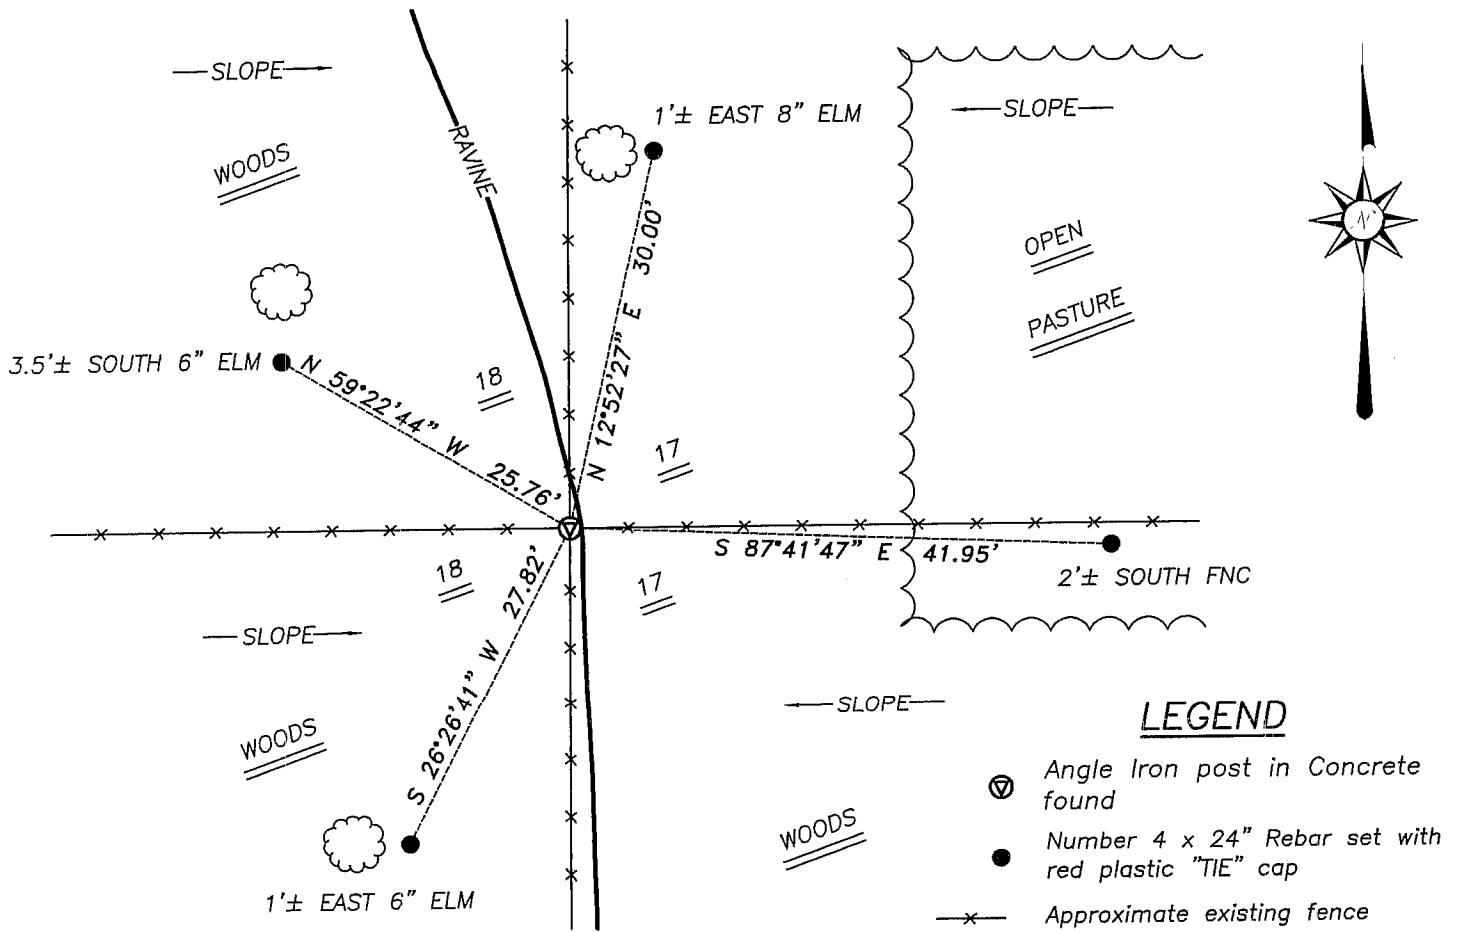 SLOPE
1'± EAST 8" ELM
SLOPE
RAVINE
WOODS
N 12°52'27" E 30.00'
OPEN
PASTURE
N
3.5'± SOUTH 6" ELM
N 59°22'44" W 25.76'
18
17
S 87°41'47" E 41.95'
2'± SOUTH FNC
18
17
S 26°26'41" W 27.82'
SLOPE
SLOPE
WOODS
WOODS
1'± EAST 6" ELM
LEGEND
Angle Iron post in Concrete
found
Number 4 x 24" Rebar set with
red plastic "TIE" cap
Approximate existing fence